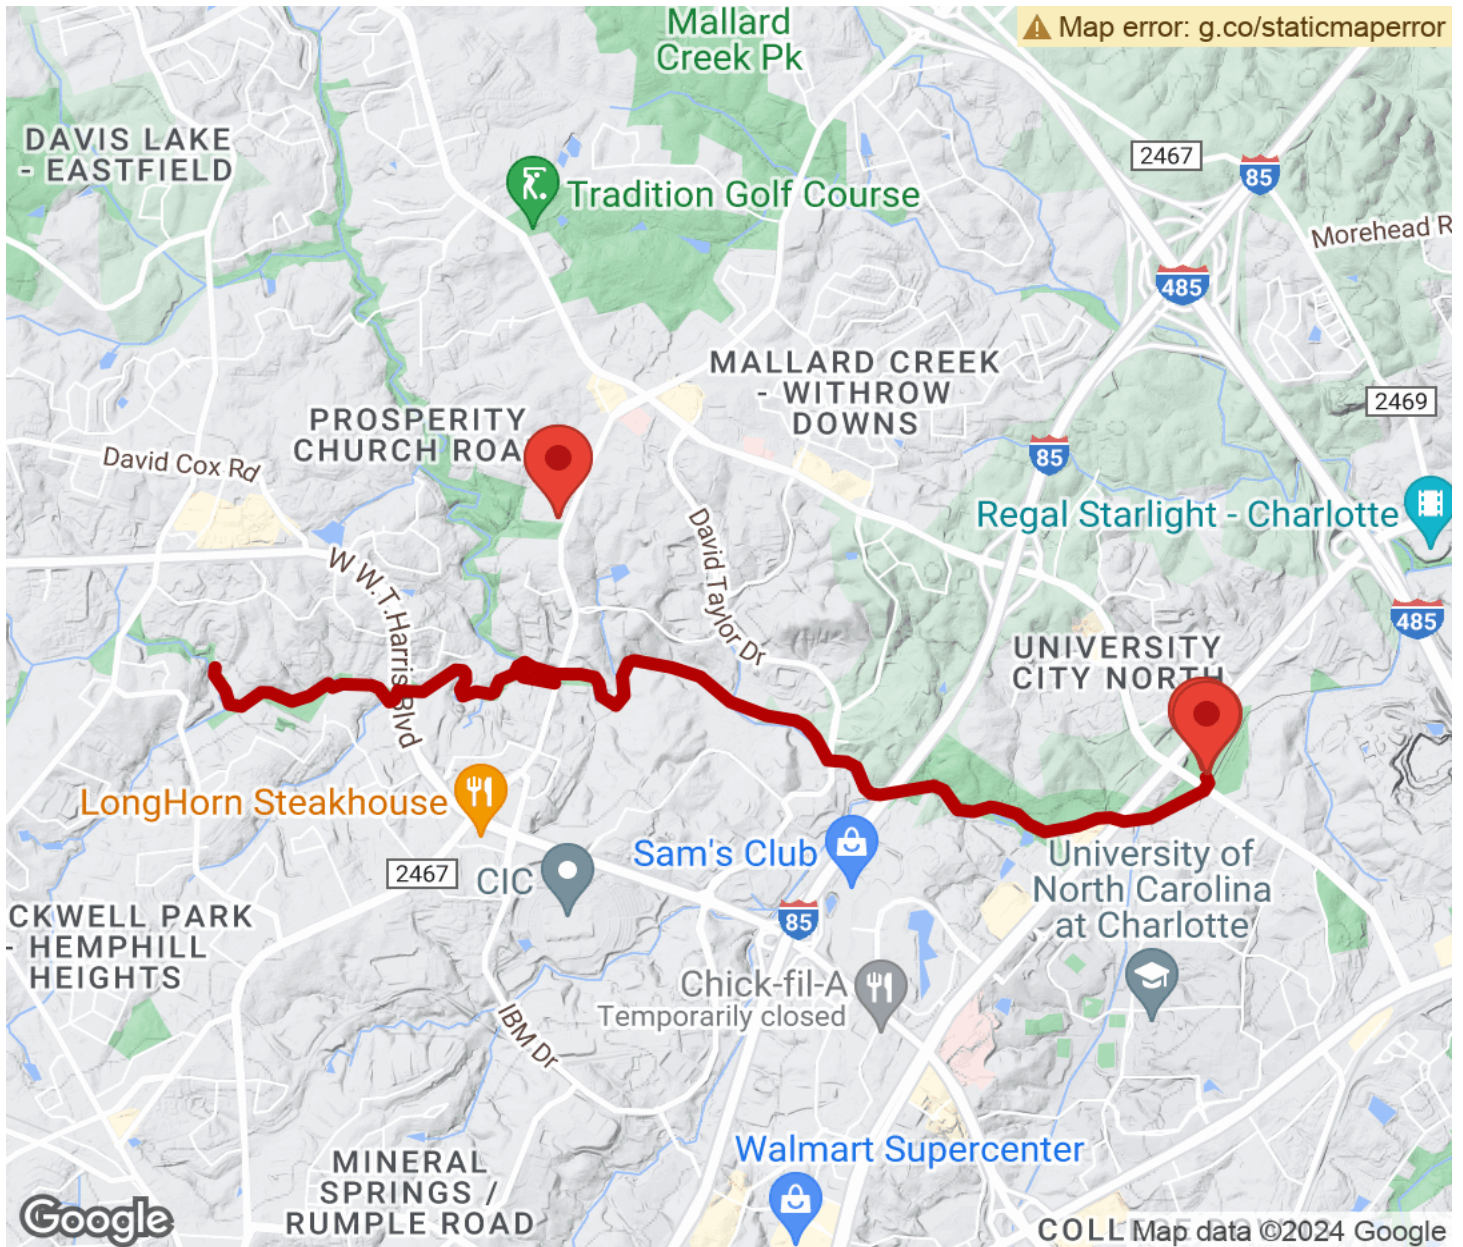 Mallard
Creek Pk
Map error: g.co/staticmaperror
DAVIS LAKE
- EASTFIELD
2467
85
Tradition Golf Course
Morehead R
485
MALLARD CREEK
- WITHROW
DOWNS
2469
PROSPERITY
CHURCH ROA
David Cox Rd
85
Regal Starlight - Charlotte
David Taylor Dr
W W.T.Harris Blvd
485
UNIVERSITY
CITY NORTH
LongHorn Steakhouse
Sam's Club
University of
North Carolina
at Charlotte
2467
CIC
85
CKWELL PARK
- HEMPHILL
HEIGHTS
Chick-fil-A
Temporarily closed
IBM Dr
Walmart Supercenter
MINERAL
SPRINGS /
RUMPLE ROAD
Google
COLL
Map data ©2024 Google